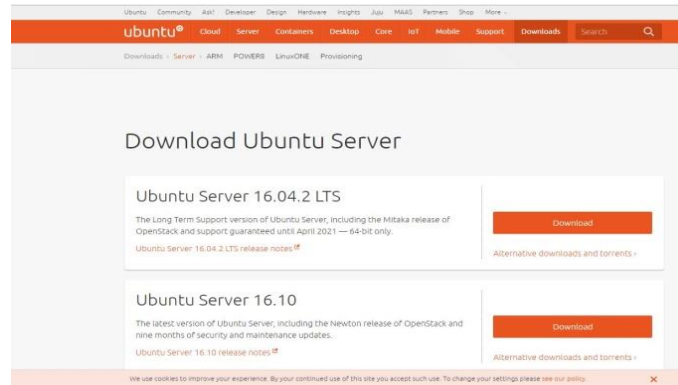 Ubuntu Community Ask! Developer Design Hardware Insights Juju MAAS Partners Shop More
ubuntu® Cloud Server Containers Desktop Core IoT Mobile Support Downloads Search
Downloads › Server › ARM POWER8 LinuxONE Provisioning
Download Ubuntu Server
Ubuntu Server 16.04.2 LTS
The Long Term Support version of Ubuntu Server, including the Mitaka release of
OpenStack and support guaranteed until April 2021 — 64-bit only.
Download
Ubuntu Server 16.04.2 LTS release notes
Alternative downloads and torrents ›
Ubuntu Server 16.10
The latest version of Ubuntu Server, including the Newton release of OpenStack and
nine months of security and maintenance updates.
Download
Ubuntu Server 16.10 release notes
Alternative downloads and torrents ›
We use cookies to improve your experience. By your continued use of this site you accept such use. To change your settings please see our policy.